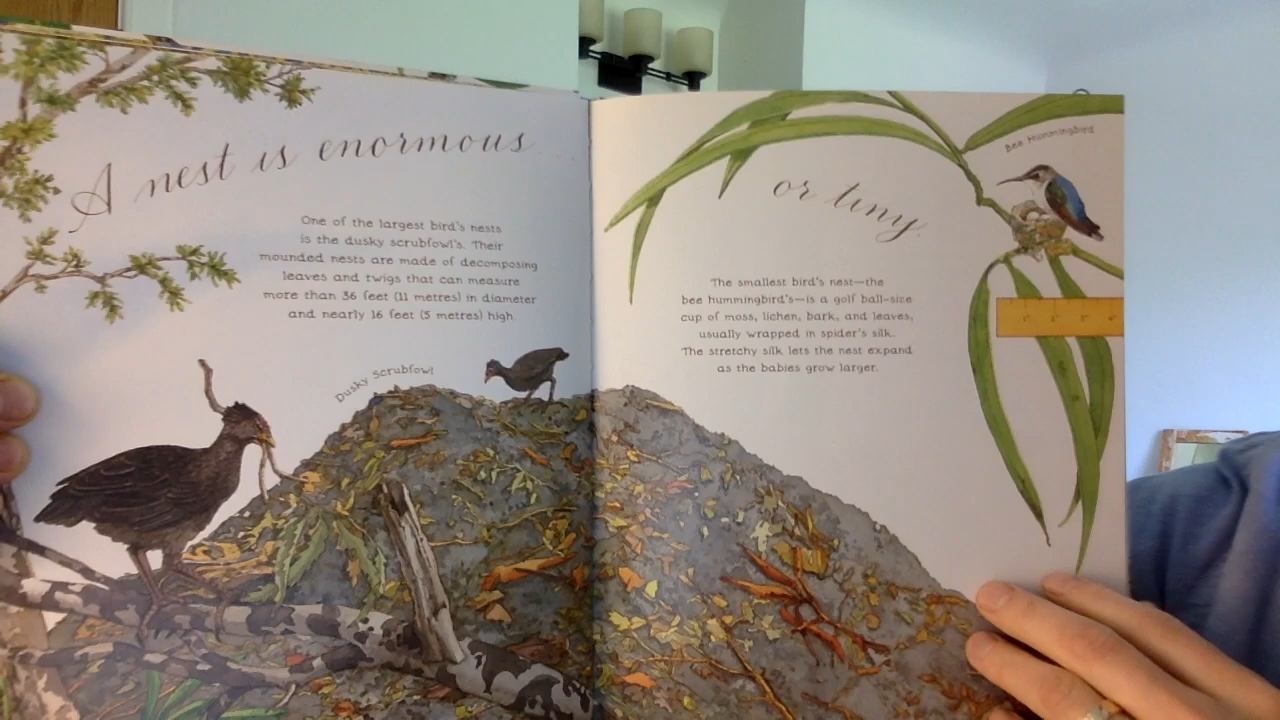 A nest is enormous
One of the largest bird's nests
is the dusky scrubfowl's. Their
mounded nests are made of decomposing
leaves and twigs that can measure
more than 36 feet (11 metres) in diameter
and nearly 16 feet (5 metres) high.
Dusky Scrubfowl
or tiny.
Bee Hummingbird
The smallest bird's nest—the
bee hummingbird's—is a golf ball-size
cup of moss, lichen, bark, and leaves,
usually wrapped in spider's silk.
The stretchy silk lets the nest expand
as the babies grow larger.